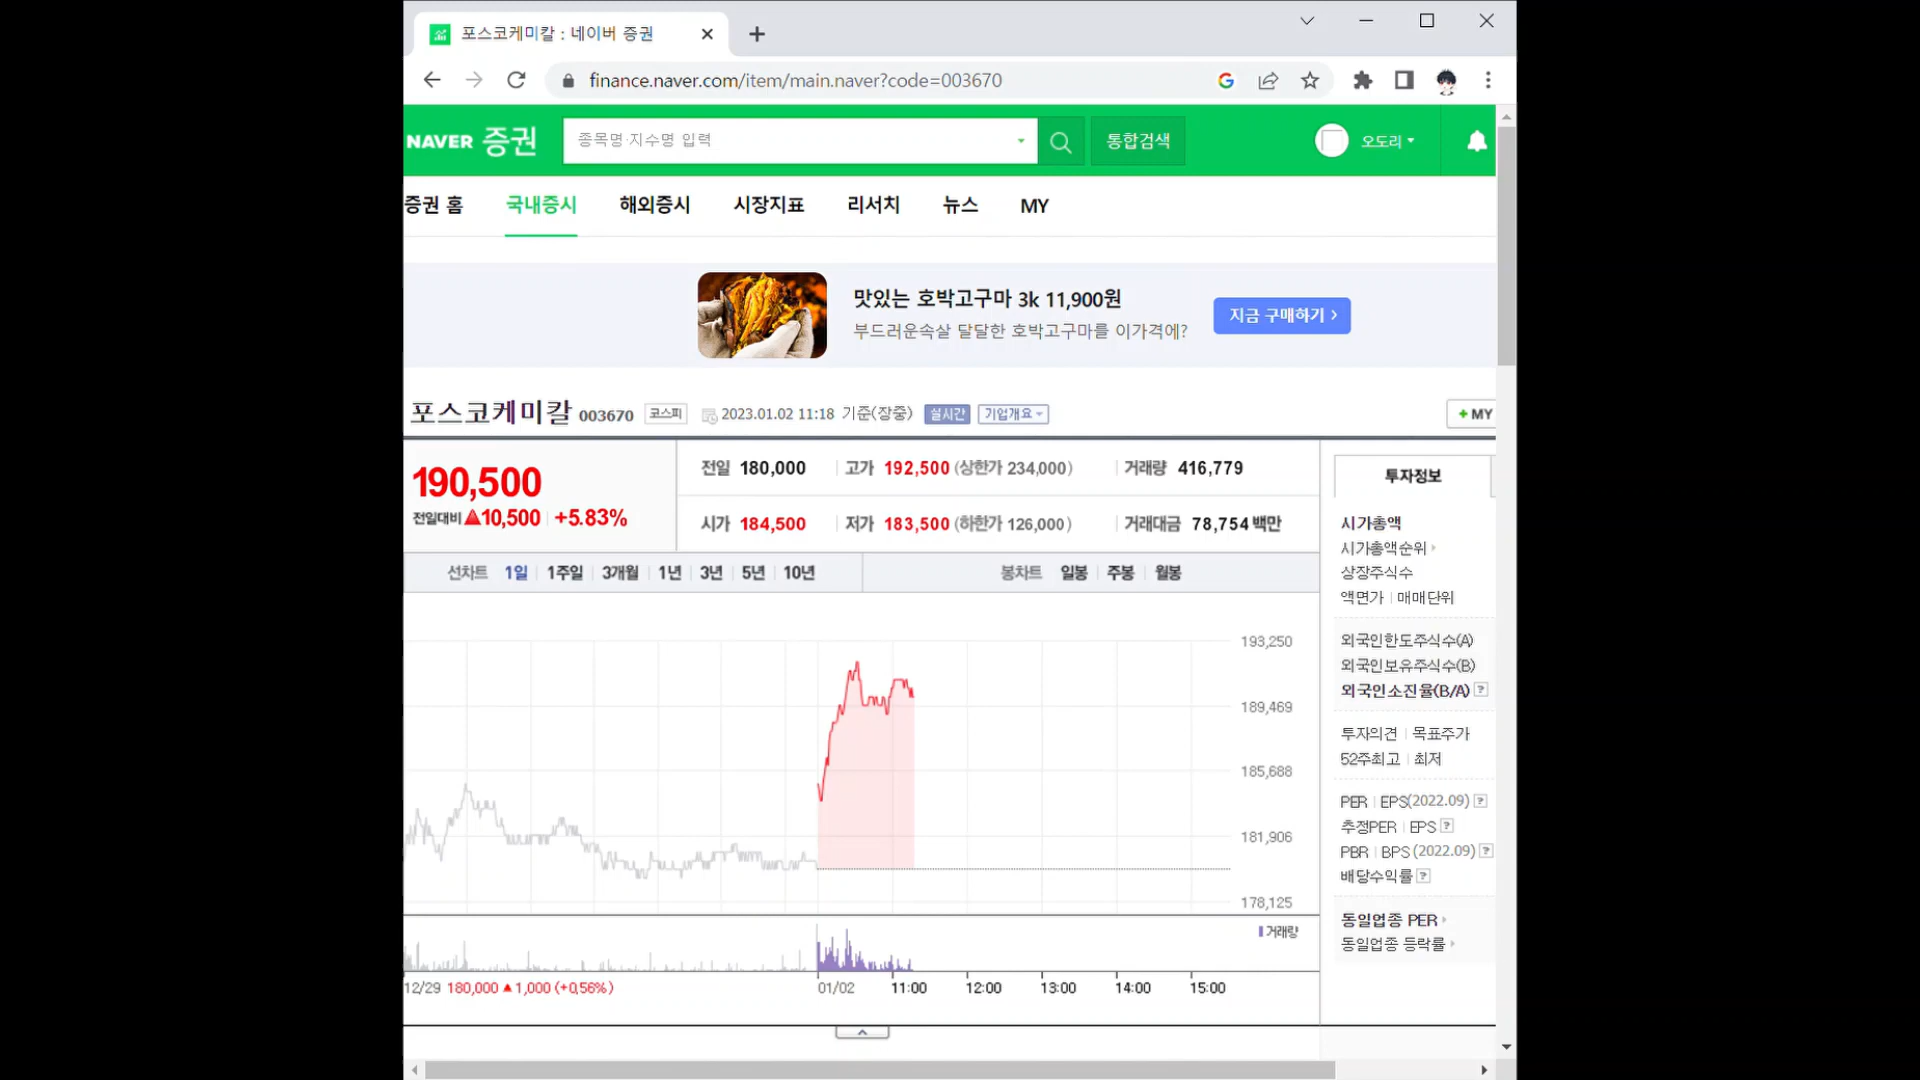 포스코케미칼 : 네이버 증권
finance.naver.com/item/main.naver?code=003670
NAVER 증권
종목명·지수명 입력
통합검색
오도리
증권 홈 국내증시 해외증시 시장지표 리서치 뉴스 MY
맛있는 호박고구마 3k 11,900원
부드러운속살 달달한 호박고구마를 이가격에?
지금 구매하기
포스코케미칼 003670 코스피 2023.01.02 11:18 기준(장중) 실시간 기업개요
+ MY
190,500
전일대비 ▲10,500 +5.83%
전일 180,000 고가 192,500 (상한가 234,000) 거래량 416,779
시가 184,500 저가 183,500 (하한가 126,000) 거래대금 78,754 백만
선차트 1일 1주일 3개월 1년 3년 5년 10년
봉차트 일봉 주봉 월봉
193,250
189,469
185,688
181,906
178,125
거래량
12/29 180,000 ▲ 1,000 (+0.56%)
01/02 11:00 12:00 13:00 14:00 15:00
투자정보
시가총액
시가총액순위
상장주식수
액면가 | 매매단위
외국인한도주식수(A)
외국인보유주식수(B)
외국인소진율(B/A) ?
투자의견 | 목표주가
52주최고 | 최저
PER | EPS(2022.09) ?
추정PER | EPS ?
PBR | BPS (2022.09) ?
배당수익률 ?
동일업종 PER
동일업종 등락률